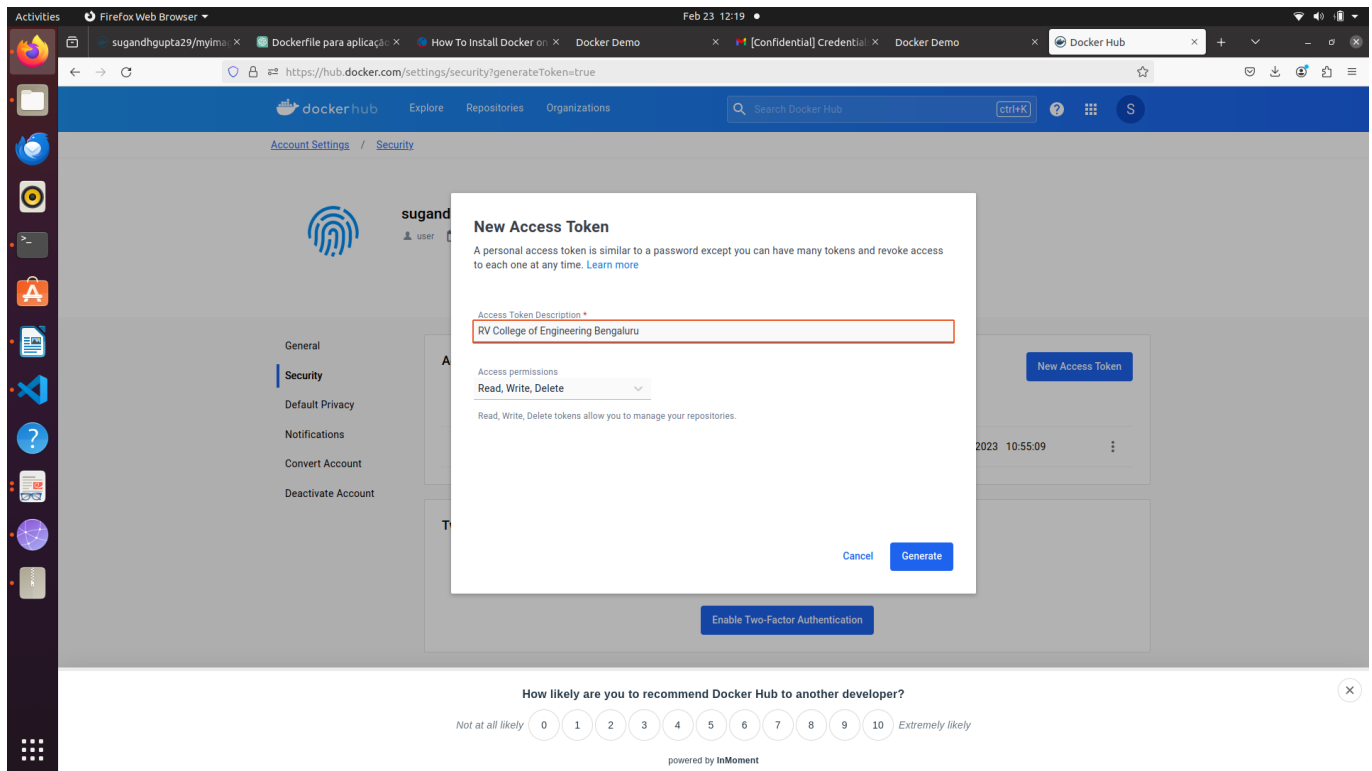 Activities Firefox Web Browser Feb 23 12:19
sugandhgupta29/myimag Dockerfile para aplicação How To Install Docker on Docker Demo [Confidential] Credential Docker Demo Docker Hub
https://hub.docker.com/settings/security?generateToken=true
dockerhub Explore Repositories Organizations Search Docker Hub ctrl+K ? S
Account Settings / Security
sugand
user
New Access Token
A personal access token is similar to a password except you can have many tokens and revoke access
to each one at any time. Learn more
Access Token Description *
RV College of Engineering Bengaluru
Access permissions
Read, Write, Delete
Read, Write, Delete tokens allow you to manage your repositories.
Cancel Generate
General
Security
Default Privacy
Notifications
Convert Account
Deactivate Account
A
New Access Token
2023 10:55:09
Enable Two-Factor Authentication
How likely are you to recommend Docker Hub to another developer?
Not at all likely 0 1 2 3 4 5 6 7 8 9 10 Extremely likely
powered by InMoment